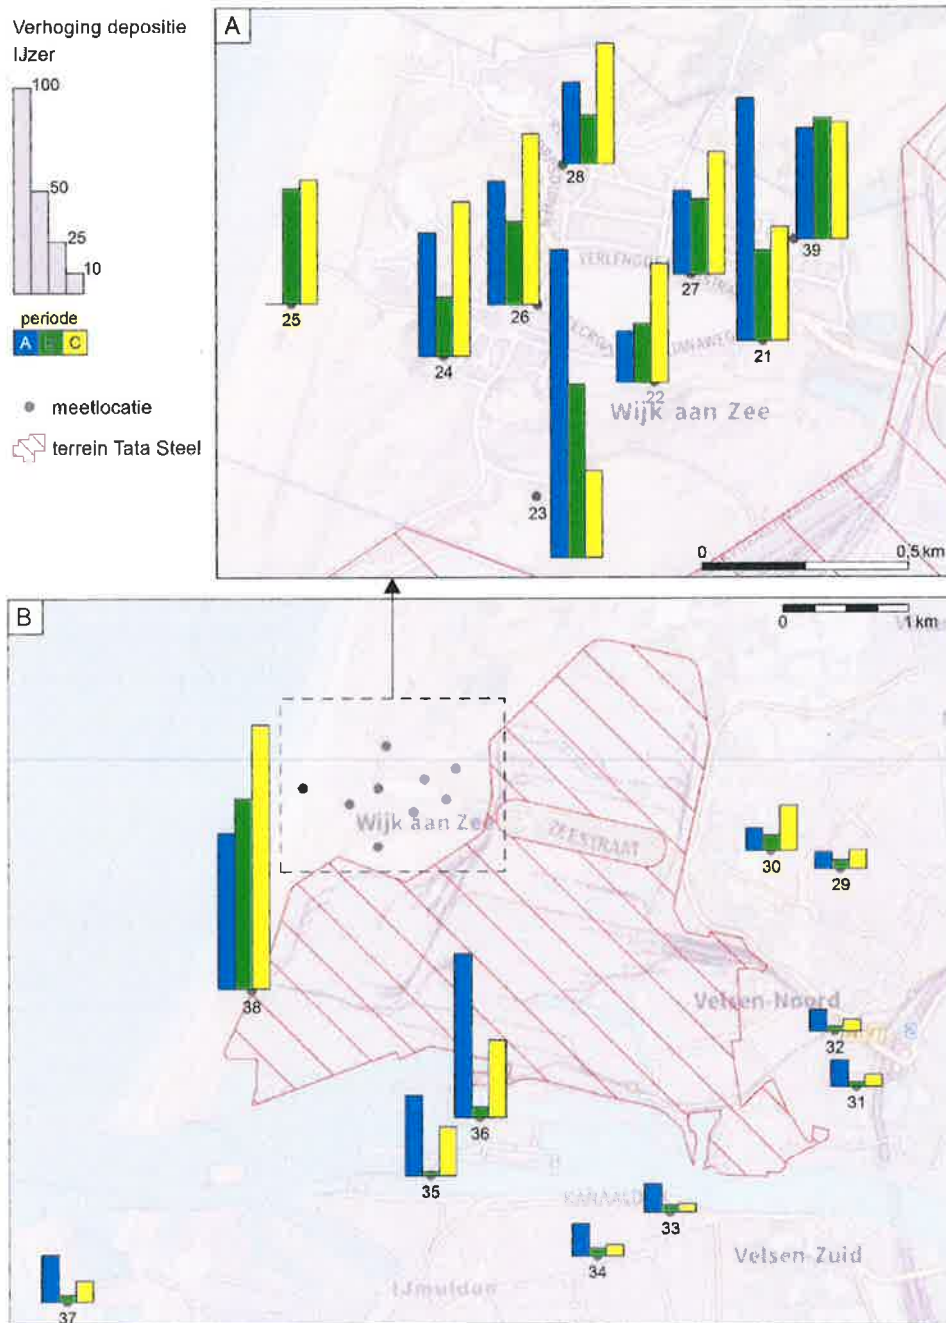 Verhoging depositie
IJzer
100
50
25
10
periode
A
C
meetlocatie
terrein Tata Steel
A
28
39
25
26
27
24
21
22
Wijk aan Zee
23
0
0.5 km
B
0
1 km
Wijk aan Zee
ZEESTRAAT
30
29
38
Velsen-Noord
32
31
36
35
33
34
Velsen-Zuid
IJmuiden
37